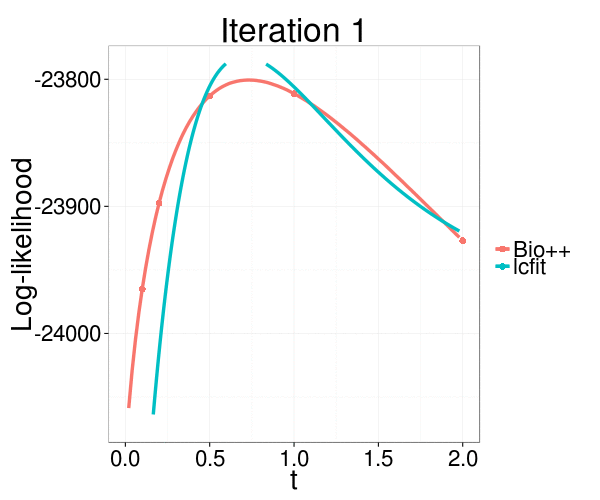 Iteration 1
Log-likelihood
-23800
-23900
-24000
0.0 0.5 1.0 1.5 2.0
t
Bio++
lcfit